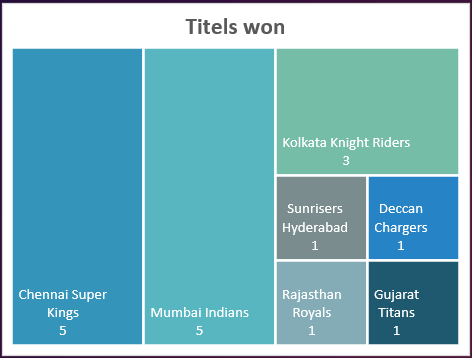 Titels won
Chennai Super
Kings
5
Mumbai Indians
5
Kolkata Knight Riders
3
Sunrisers
Hyderabad
1
Deccan
Chargers
1
Rajasthan
Royals
1
Gujarat
Titans
1